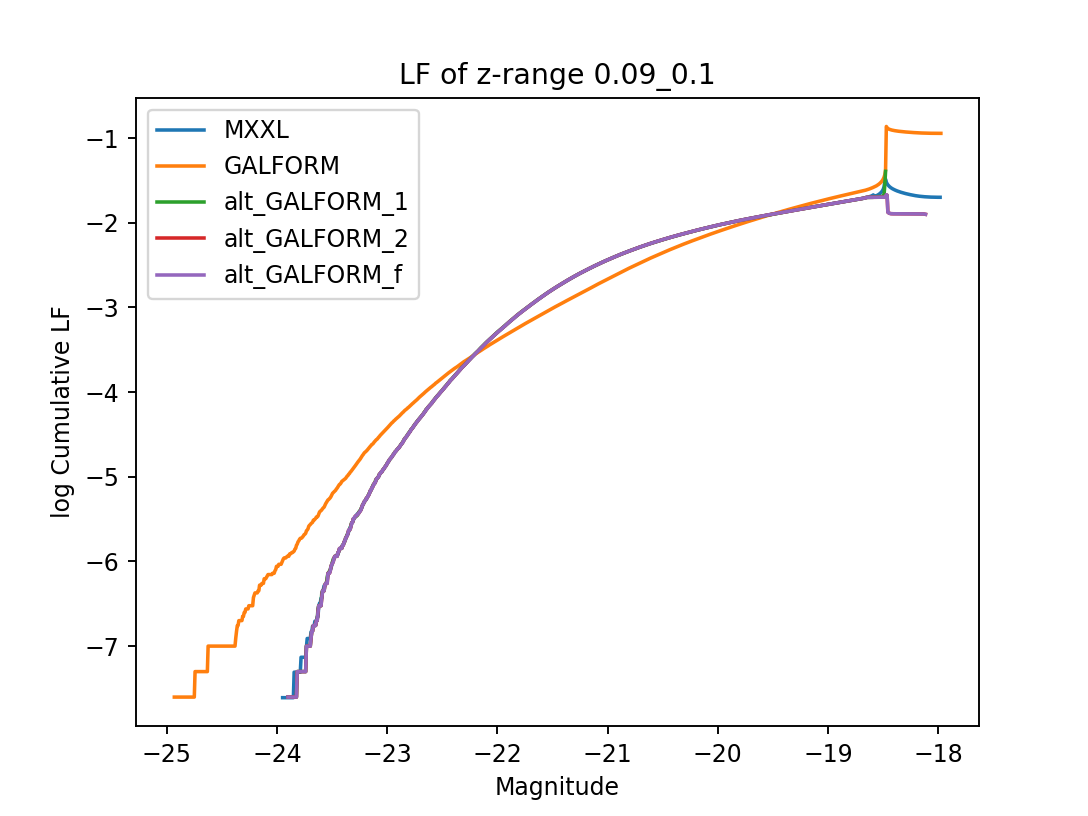 LF of z-range 0.09_0.1
MXXL
GALFORM
alt_GALFORM_1
alt_GALFORM_2
alt_GALFORM_f
log Cumulative LF
−1
−2
−3
−4
−5
−6
−7
−25 −24 −23 −22 −21 −20 −19 −18
Magnitude